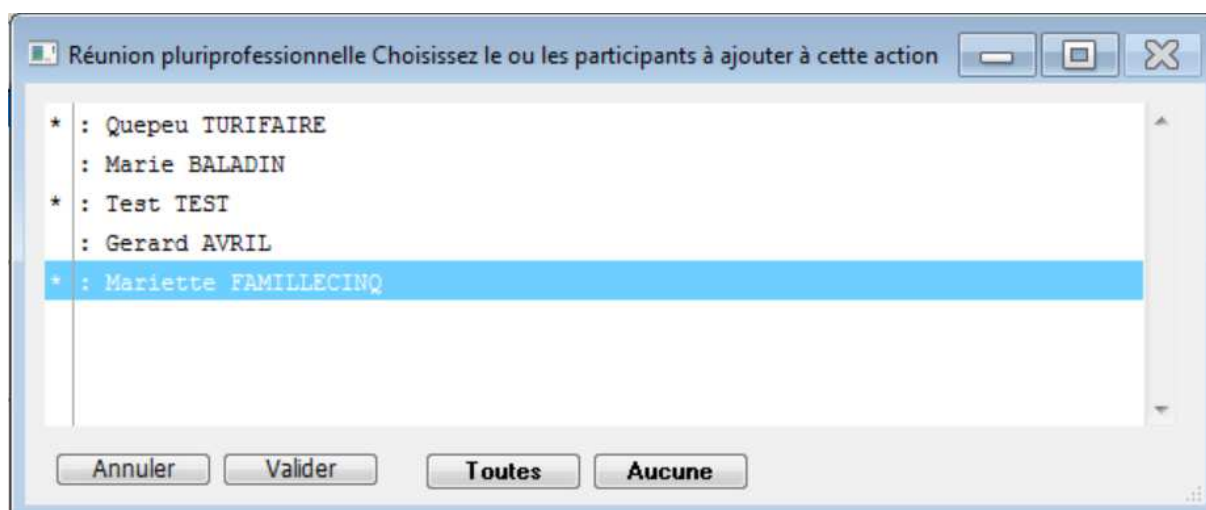 Réunion pluriprofessionnelle Choisissez le ou les participants à ajouter à cette action
* : Quepeu TURIFAIRE
: Marie BALADIN
* : Test TEST
: Gerard AVRIL
* : Mariette FAMILLECINQ
Annuler Valider Toutes Aucune